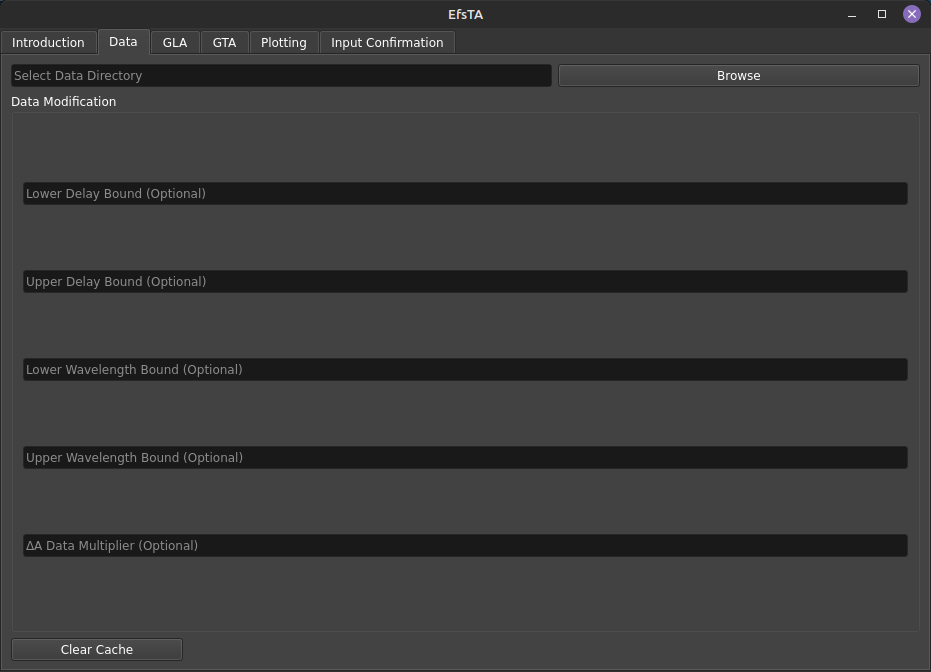 EfsTA
Introduction Data GLA GTA Plotting Input Confirmation
Select Data Directory Browse
Data Modification
Lower Delay Bound (Optional)
Upper Delay Bound (Optional)
Lower Wavelength Bound (Optional)
Upper Wavelength Bound (Optional)
ΔA Data Multiplier (Optional)
Clear Cache